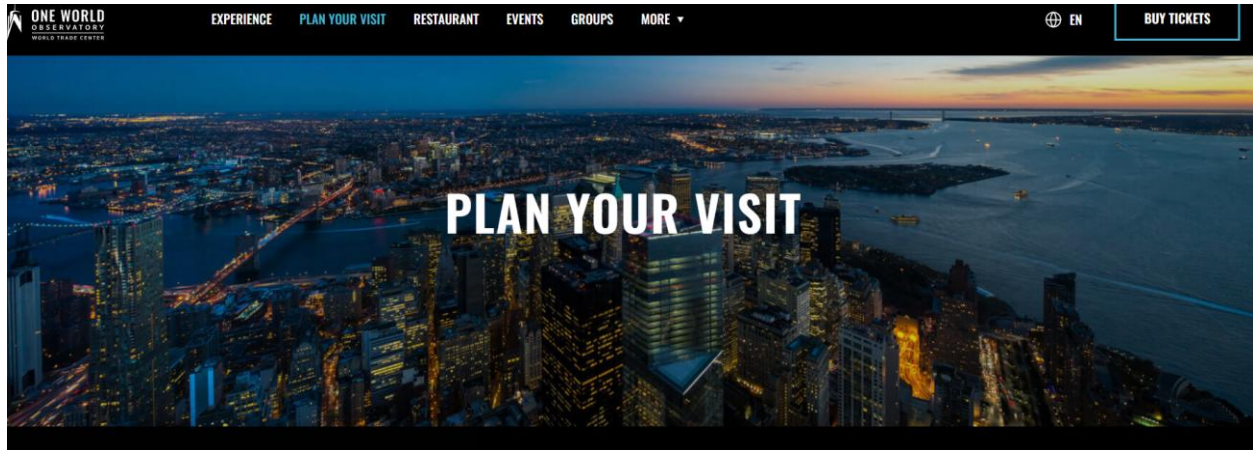 ONE WORLD
OBSERVATORY
WORLD TRADE CENTER
EXPERIENCE
PLAN YOUR VISIT
RESTAURANT
EVENTS
GROUPS
MORE ▼
EN
BUY TICKETS
PLAN YOUR VISIT